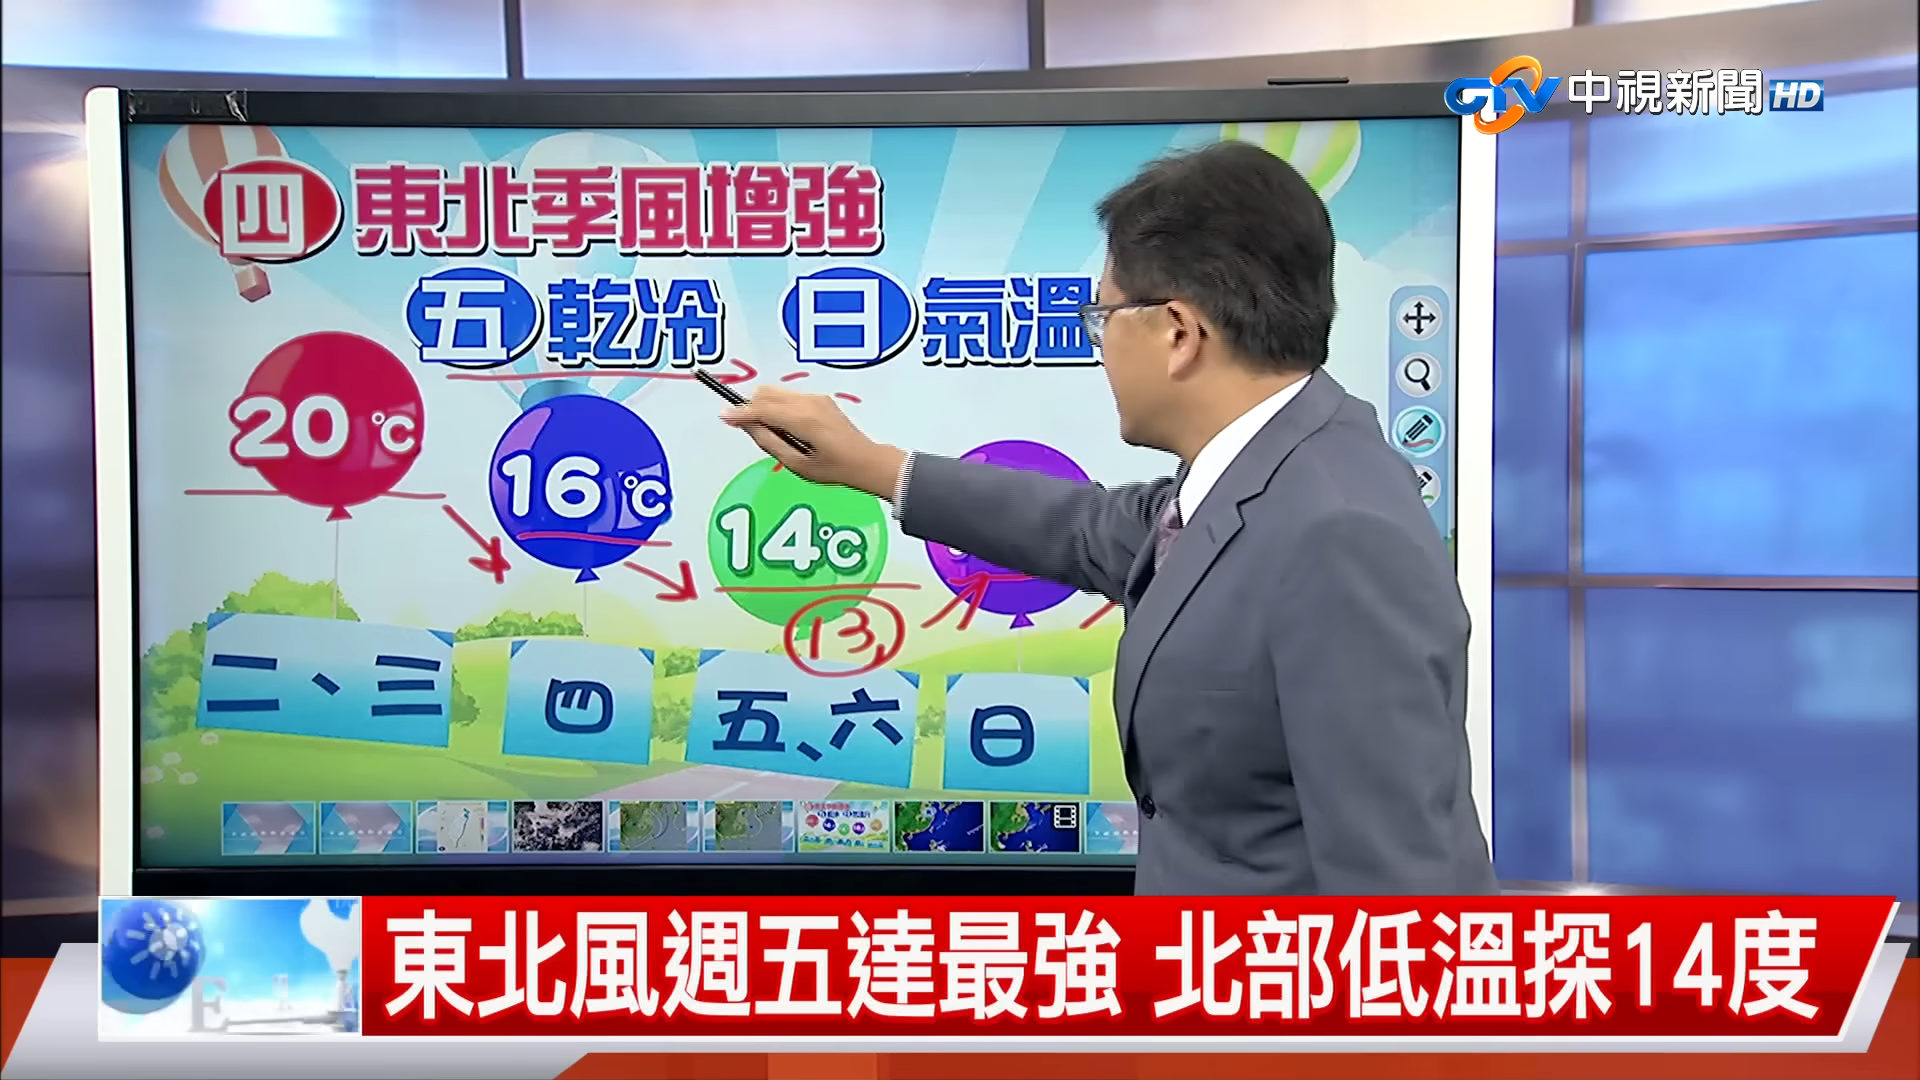 CTV 中視新聞 HD
四 東北季風增強
五 乾冷 日 氣溫
20℃
16℃
14℃
13
二、三
四
五、六
日
東北風週五達最強 北部低溫探14度
E